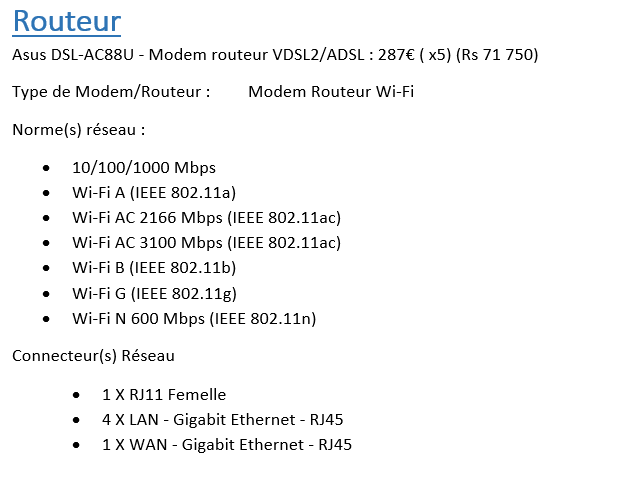 Routeur
Asus DSL-AC88U - Modem routeur VDSL2/ADSL : 287€ ( x5) (Rs 71 750)
Type de Modem/Routeur : Modem Routeur Wi-Fi
Norme(s) réseau :
• 10/100/1000 Mbps
• Wi-Fi A (IEEE 802.11a)
• Wi-Fi AC 2166 Mbps (IEEE 802.11ac)
• Wi-Fi AC 3100 Mbps (IEEE 802.11ac)
• Wi-Fi B (IEEE 802.11b)
• Wi-Fi G (IEEE 802.11g)
• Wi-Fi N 600 Mbps (IEEE 802.11n)
Connecteur(s) Réseau
• 1 X RJ11 Femelle
• 4 X LAN - Gigabit Ethernet - RJ45
• 1 X WAN - Gigabit Ethernet - RJ45